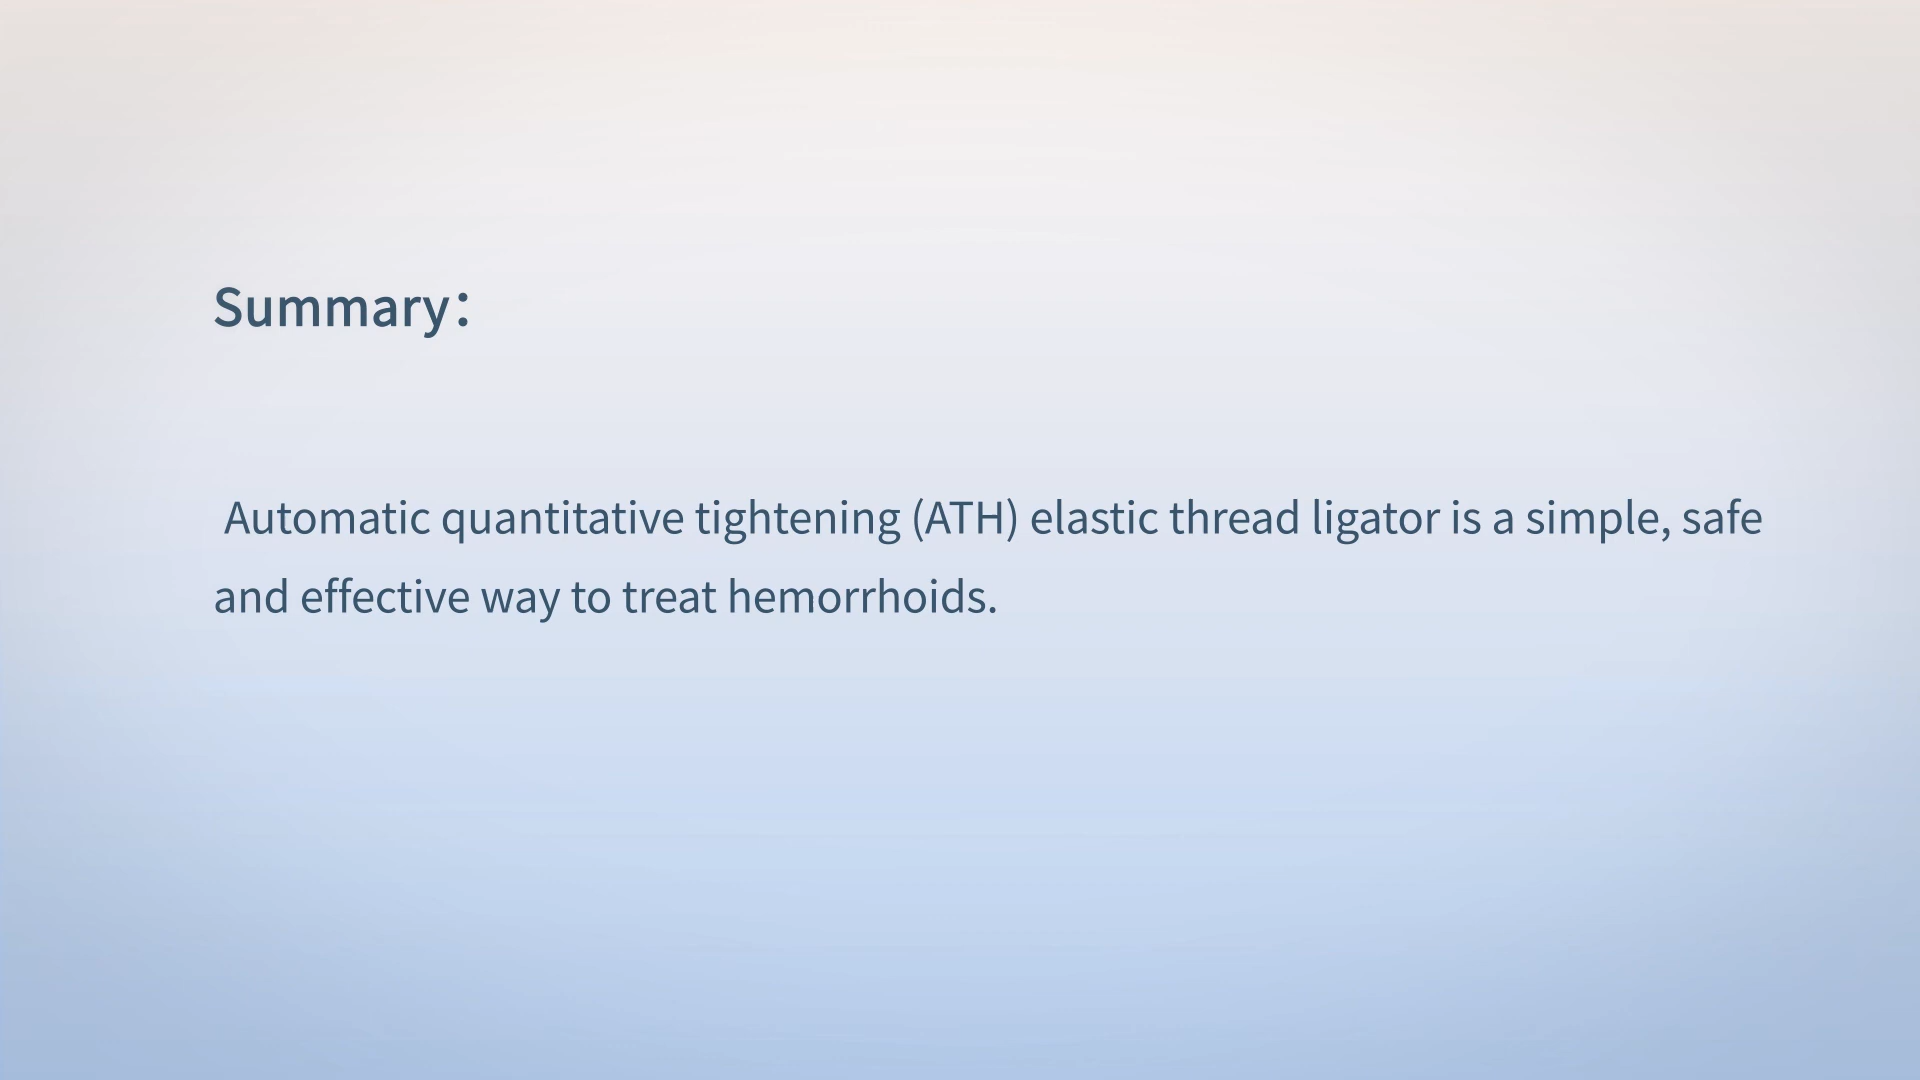 Summary：
Automatic quantitative tightening (ATH) elastic thread ligator is a simple, safe
and effective way to treat hemorrhoids.